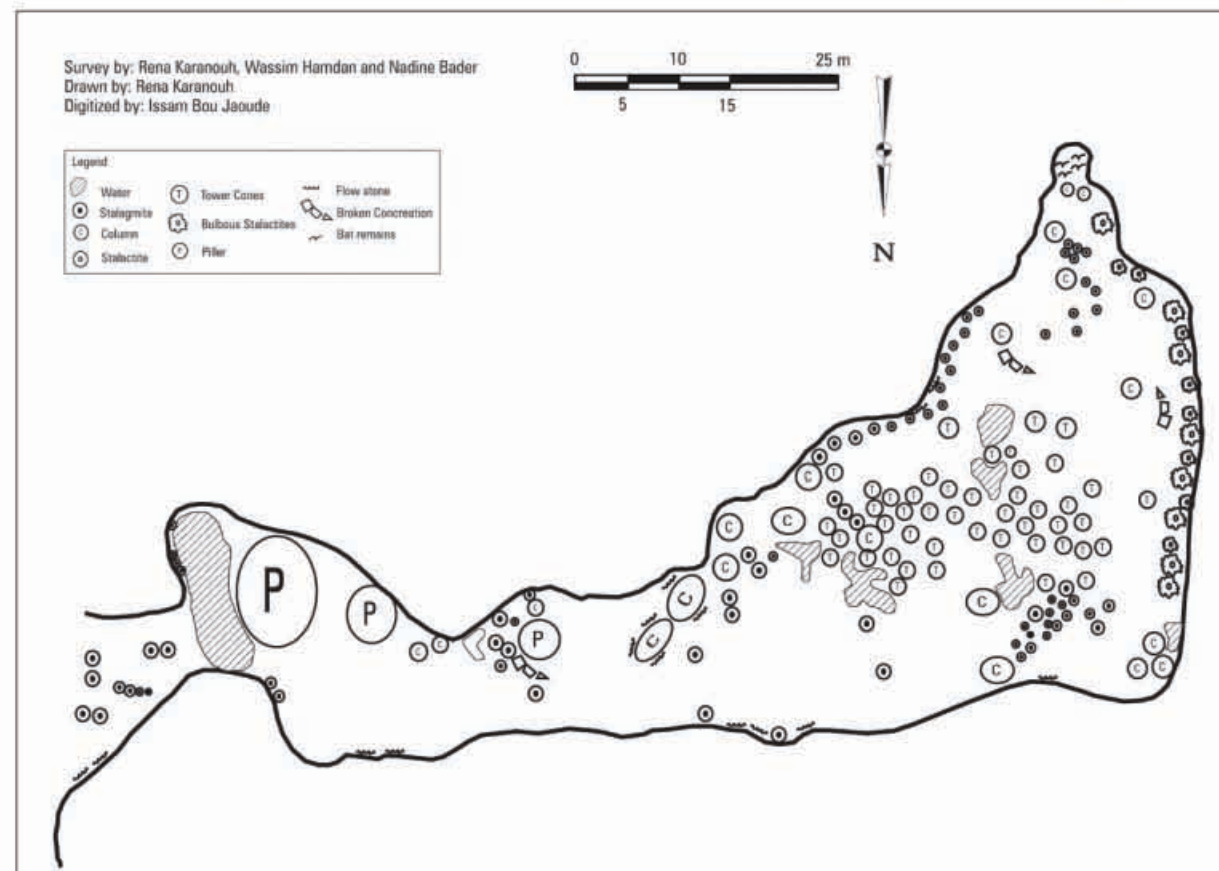 Survey by: Rena Karanouh, Wassim Hamdan and Nadine Bader
Drawn by: Rena Karanouh
Digitized by: Issam Bou Jaoude
0 10 25 m
5 15
N
Legend
Water
Stalagmite
C Column
Stalactite
T Tower Cones
Bulbous Stalactites
P Piller
Flow stone
Broken Concreation
Bat remains
C C
C
C
C
C
C
T T T
T T
T T
C T
T T T T T T T
C C T T T T T T T T T
T T T T T T T
C T T T T T T T T
T T T T T
P
P
C
C
C
C
P
C C
C
C
C C C